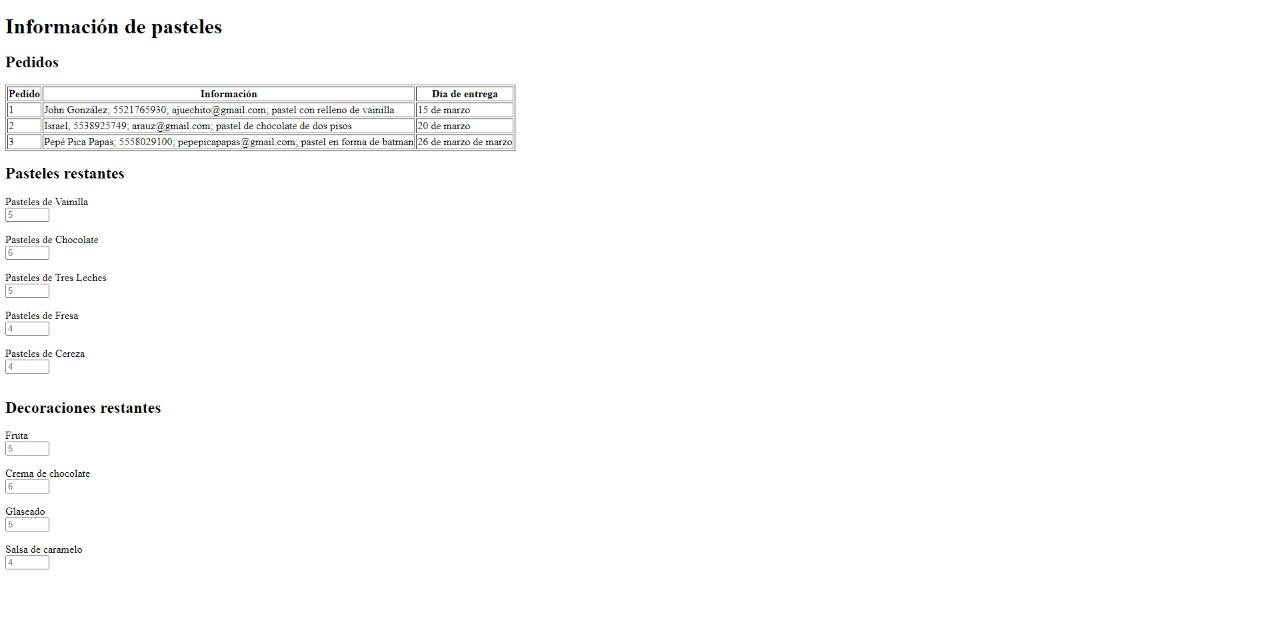 Información de pasteles
Pedidos
Pedido Información Día de entrega
1 John González; 5521765930; ajuechito@gmail.com; pastel con relleno de vainilla 15 de marzo
2 Israel; 5538925749; arauz@gmail.com; pastel de chocolate de dos pisos 20 de marzo
3 Pepé Pica Papas; 5558029100; pepepicapapas@gmail.com; pastel en forma de batman 26 de marzo de marzo
Pasteles restantes
Pasteles de Vainilla
5
Pasteles de Chocolate
6
Pasteles de Tres Leches
5
Pasteles de Fresa
4
Pasteles de Cereza
4
Decoraciones restantes
Fruta
5
Crema de chocolate
6
Glaseado
5
Salsa de caramelo
4